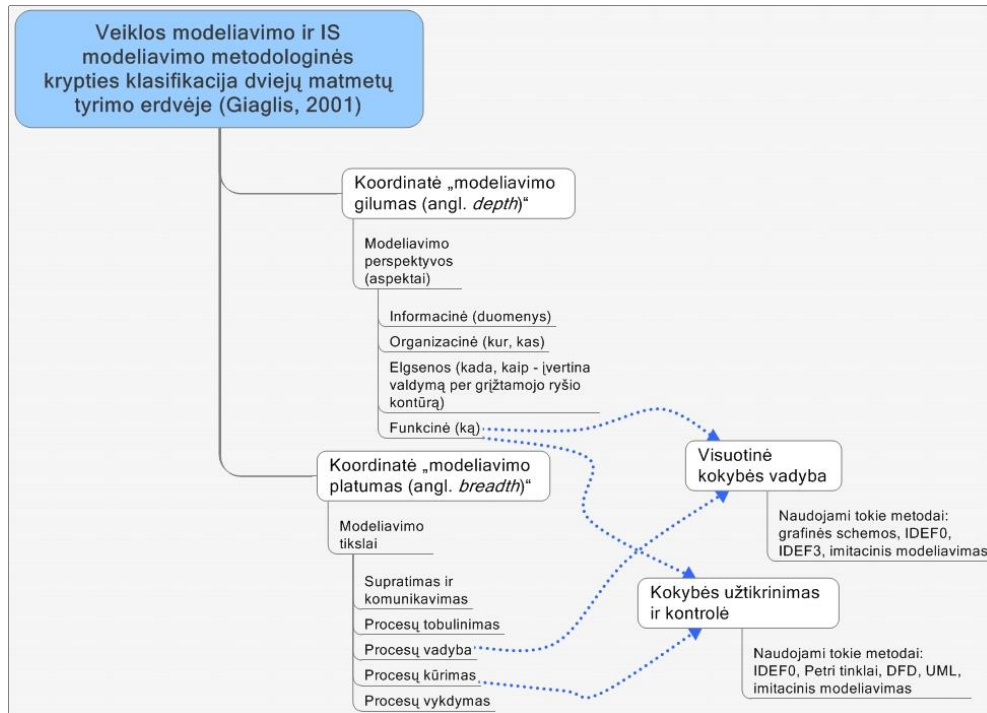 Veiklos modeliavimo ir IS
modeliavimo metodologinės
krypties klasifikacija dviejų matmetų
tyrimo erdvėje (Giaglis, 2001)
Koordinatė „modeliavimo
gilumas (angl. depth)“
Modeliavimo
perspektyvos
(aspektai)
Informacinė (duomenys)
Organizacinė (kur, kas)
Elgsenos (kada, kaip - įvertina
valdymą per grįžtamojo ryšio
kontūrą)
Funkcinė (ką)
Koordinatė „modeliavimo
platumas (angl. breadth)“
Modeliavimo
tikslai
Supratimas ir
komunikavimas
Procesų tobulinimas
Procesų vadyba
Procesų kūrimas
Procesų vykdymas
Visuotinė
kokybės vadyba
Naudojami tokie metodai:
grafinės schemos, IDEF0,
IDEF3, imitacinis modeliavimas
Kokybės užtikrinimas
ir kontrolė
Naudojami tokie metodai:
IDEF0, Petri tinklai, DFD, UML,
imitacinis modeliavimas